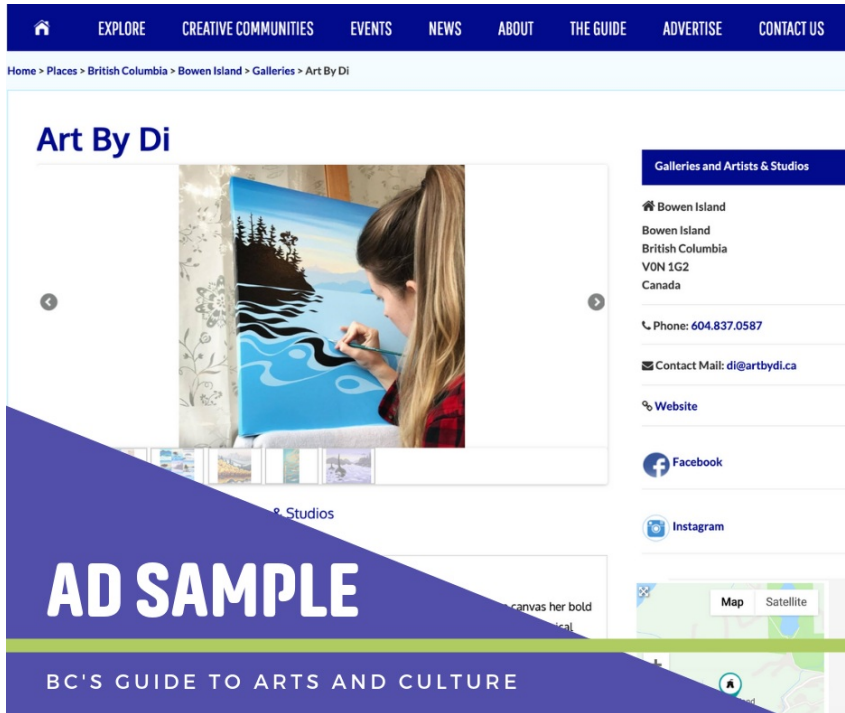 EXPLORE CREATIVE COMMUNITIES EVENTS NEWS ABOUT THE GUIDE ADVERTISE CONTACT US
Home > Places > British Columbia > Bowen Island > Galleries > Art By Di
Art By Di
& Studios
canvas her bold
AD SAMPLE
BC'S GUIDE TO ARTS AND CULTURE
Galleries and Artists & Studios
Bowen Island
Bowen Island
British Columbia
V0N 1G2
Canada
Phone: 604.837.0587
Contact Mail: di@artbydi.ca
Website
Facebook
Instagram
Map Satellite